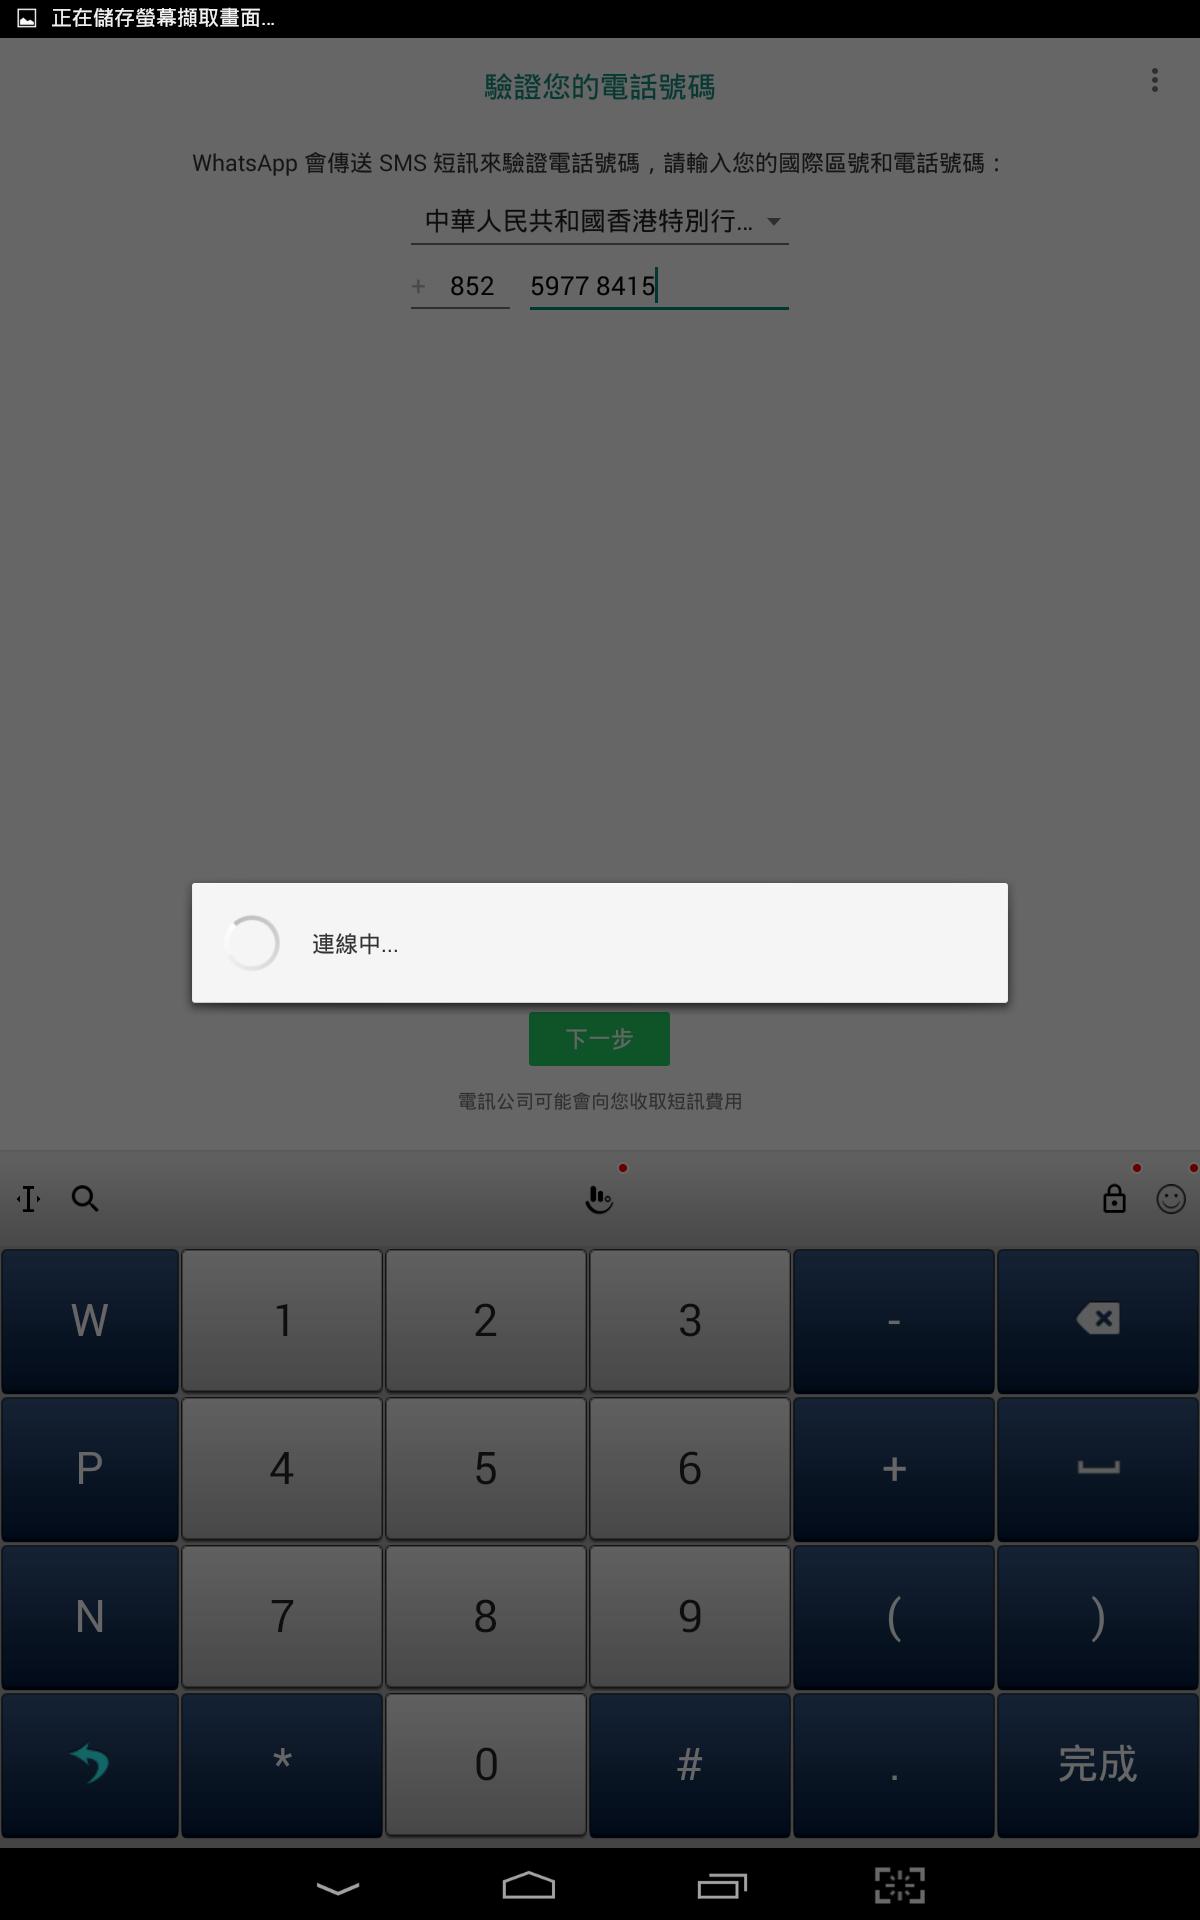 正在儲存螢幕擷取畫面...
驗證您的電話號碼
WhatsApp 會傳送 SMS 短訊來驗證電話號碼，請輸入您的國際區號和電話號碼：
中華人民共和國香港特別行...
+ 852 5977 8415
連線中...
下一步
電訊公司可能會向您收取短訊費用
W 1 2 3 -
P 4 5 6 +
N 7 8 9 ( )
* 0 # . 完成